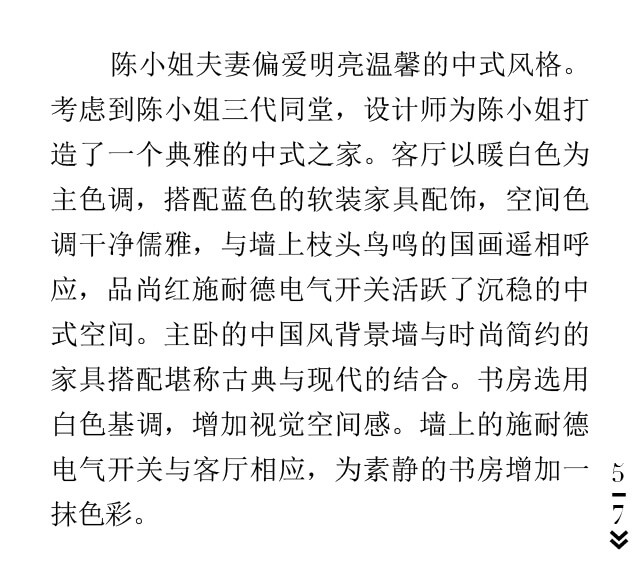 陈小姐夫妻偏爱明亮温馨的中式风格。
考虑到陈小姐三代同堂，设计师为陈小姐打
造了一个典雅的中式之家。客厅以暖白色为
主色调，搭配蓝色的软装家具配饰，空间色
调干净儒雅，与墙上枝头鸟鸣的国画遥相呼
应，品尚红施耐德电气开关活跃了沉稳的中
式空间。主卧的中国风背景墙与时尚简约的
家具搭配堪称古典与现代的结合。书房选用
白色基调，增加视觉空间感。墙上的施耐德
电气开关与客厅相应，为素静的书房增加一
抹色彩。
5
7